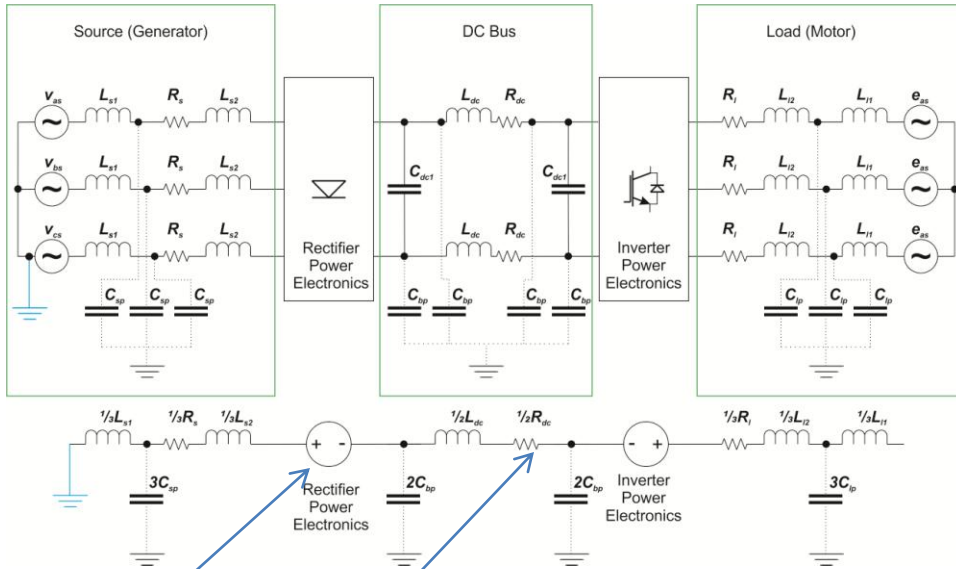 Source (Generator)
DC Bus
Load (Motor)
v_as L_s1 R_s L_s2
L_dc R_dc
R_l L_l2 L_l1 e_as
v_bs L_s1 R_s L_s2
C_dc1 C_dc1
R_l L_l2 L_l1 e_as
v_cs L_s1 R_s L_s2
Rectifier
Power
Electronics
L_dc R_dc
Inverter
Power
Electronics
R_l L_l2 L_l1 e_as
C_sp C_sp C_sp
C_bp C_bp C_bp C_bp
C_lp C_lp
1/3L_s1 1/3R_s 1/3L_s2
+ -
1/2L_dc 1/2R_dc
- +
1/3R_l 1/3L_l2 1/3L_l1
3C_sp
Rectifier
Power
Electronics
2C_bp
2C_bp
Inverter
Power
Electronics
3C_lp